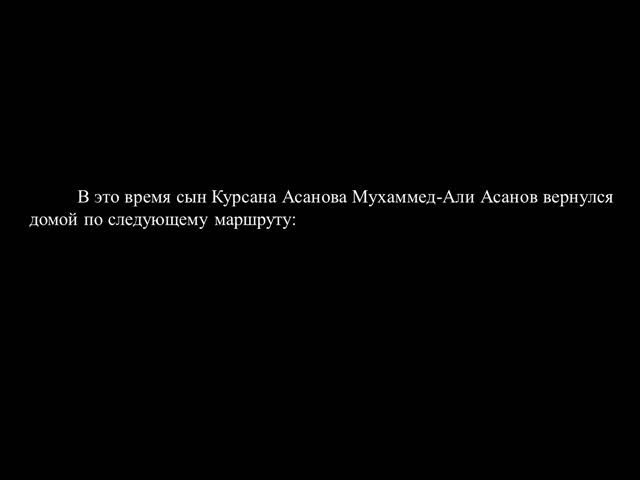 В это время сын Курсана Асанова Мухаммед-Али Асанов вернулся
домой по следующему маршруту: